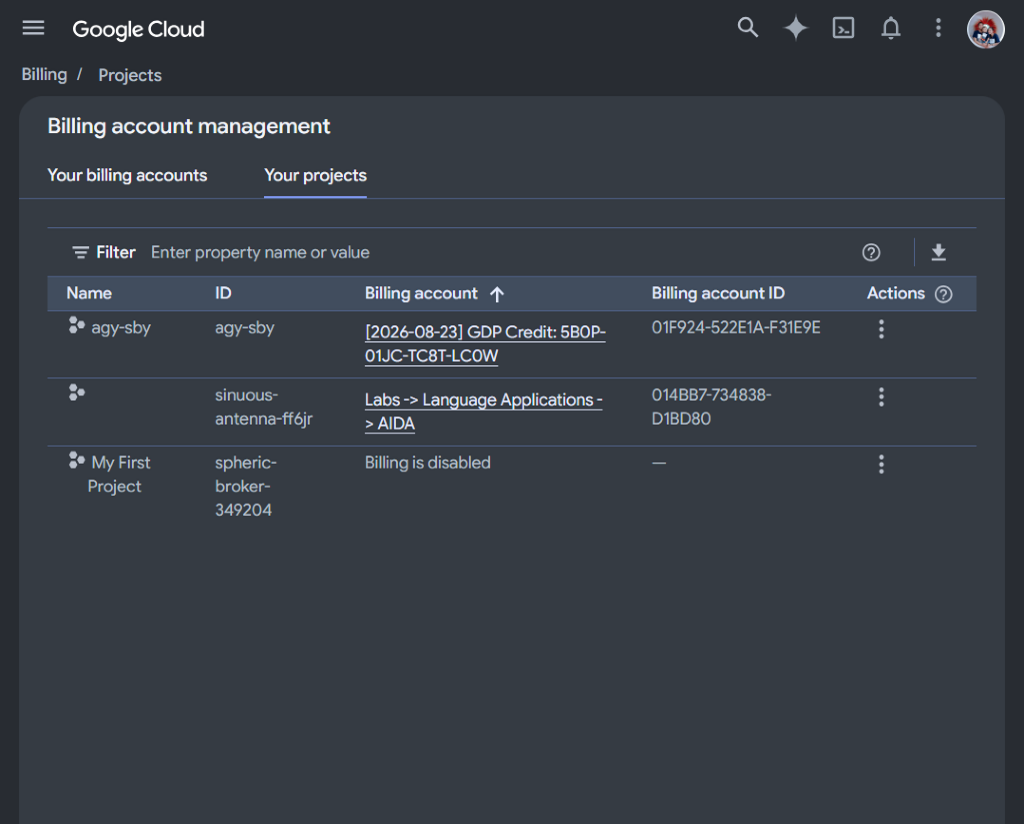 Google Cloud
Billing / Projects
Billing account management
Your billing accounts Your projects
Filter Enter property name or value
Name ID Billing account Billing account ID Actions
agy-sby agy-sby [2026-08-23] GDP Credit: 5B0P- 01F924-522E1A-F31E9E
01JC-TC8T-LC0W
sinuous- Labs -> Language Applications - 014BB7-734838-
antenna-ff6jr > AIDA D1BD80
My First spheric- Billing is disabled —
Project broker-
349204